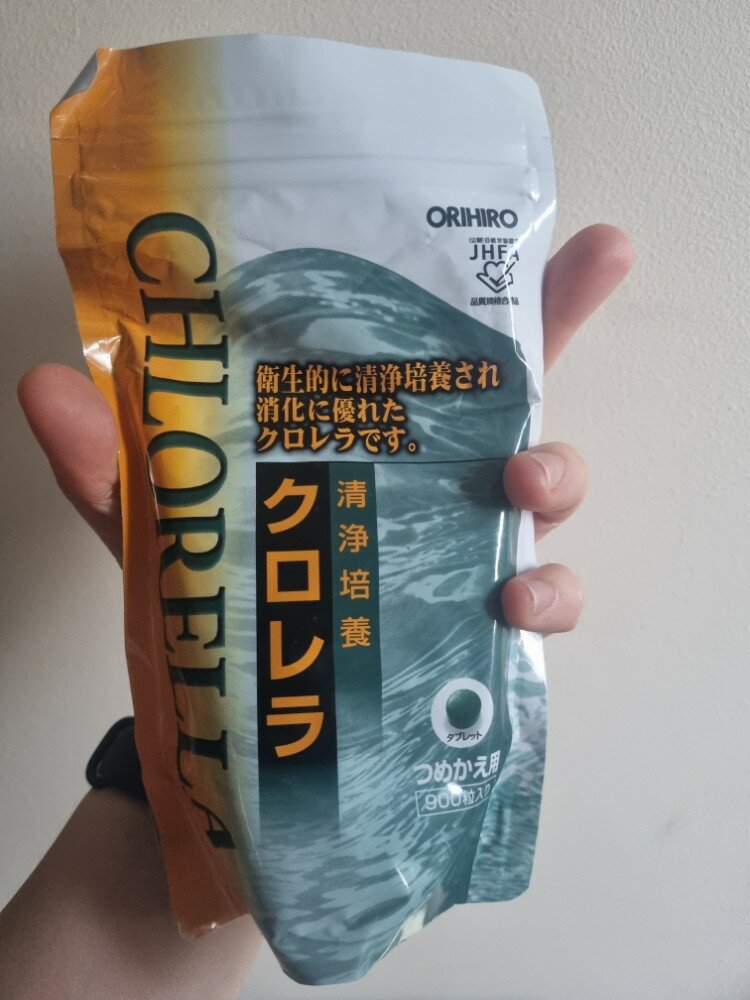 CHLORELLA
ORIHIRO
JHFA
衛生的に清浄培養され
消化に優れた
クロレラです。
清浄培養
クロレラ
タブレット
つめかえ用
900粒入り